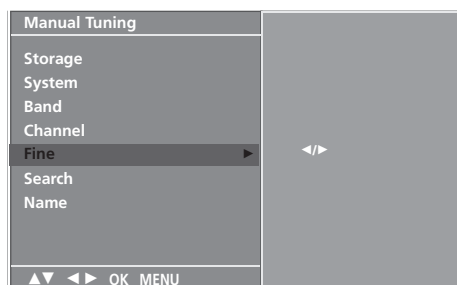 Manual Tuning
Storage
System
Band
Channel
Fine ► ◄/►
Search
Name
▲▼ ◄► OK MENU